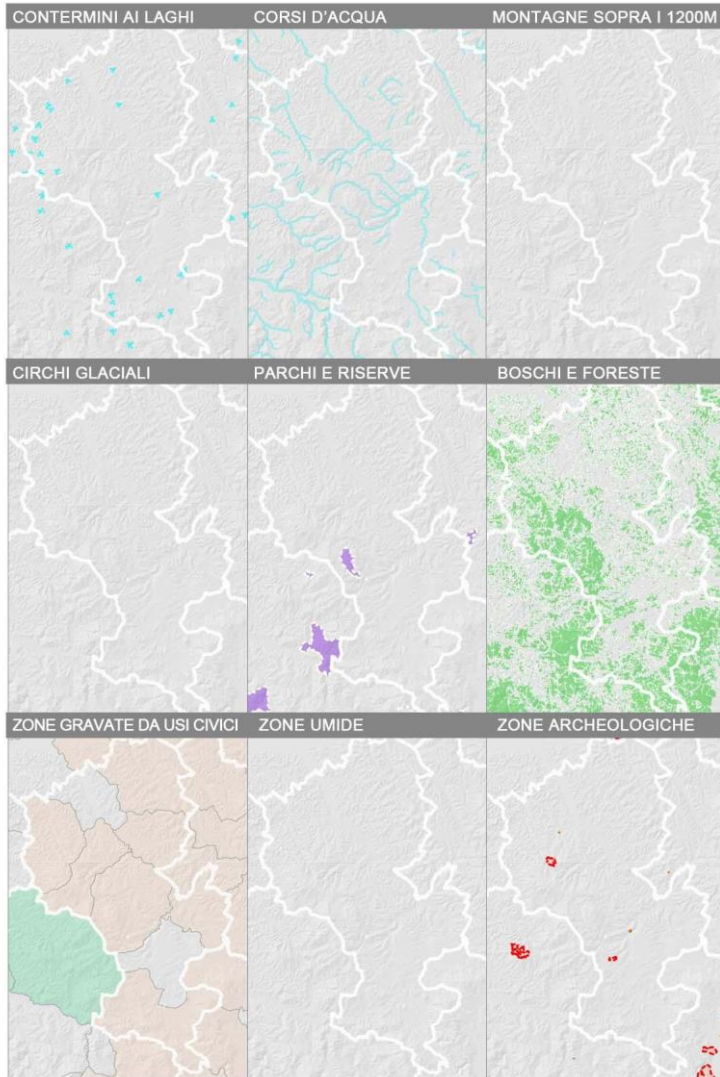 CONTERMINI AI LAGHI
CORSI D'ACQUA
MONTAGNE SOPRA I 1200M
CIRCHI GLACIALI
PARCHI E RISERVE
BOSCHI E FORESTE
ZONE GRAVATE DA USI CIVICI
ZONE UMIDE
ZONE ARCHEOLOGICHE